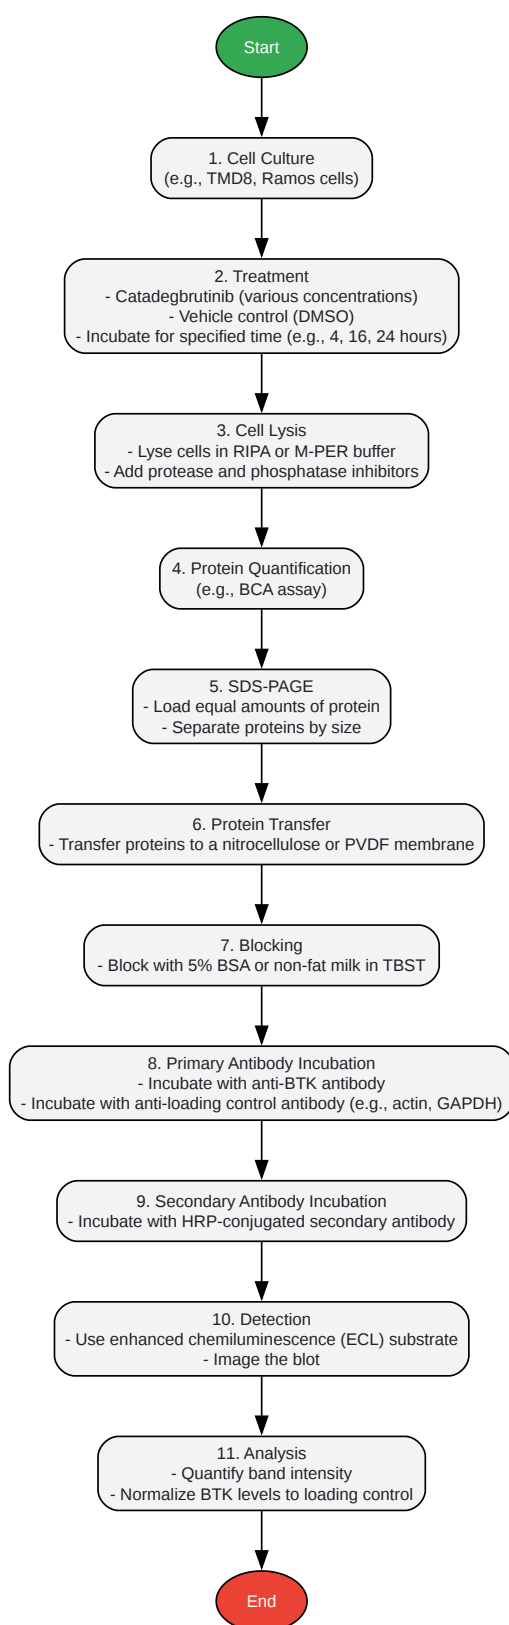 Start
1. Cell Culture
(e.g., TMD8, Ramos cells)
2. Treatment
- Catadegbrutinib (various concentrations)
- Vehicle control (DMSO)
- Incubate for specified time (e.g., 4, 16, 24 hours)
3. Cell Lysis
- Lyse cells in RIPA or M-PER buffer
- Add protease and phosphatase inhibitors
4. Protein Quantification
(e.g., BCA assay)
5. SDS-PAGE
- Load equal amounts of protein
- Separate proteins by size
6. Protein Transfer
- Transfer proteins to a nitrocellulose or PVDF membrane
7. Blocking
- Block with 5% BSA or non-fat milk in TBST
8. Primary Antibody Incubation
- Incubate with anti-BTK antibody
- Incubate with anti-loading control antibody (e.g., actin, GAPDH)
9. Secondary Antibody Incubation
- Incubate with HRP-conjugated secondary antibody
10. Detection
- Use enhanced chemiluminescence (ECL) substrate
- Image the blot
11. Analysis
- Quantify band intensity
- Normalize BTK levels to loading control
End